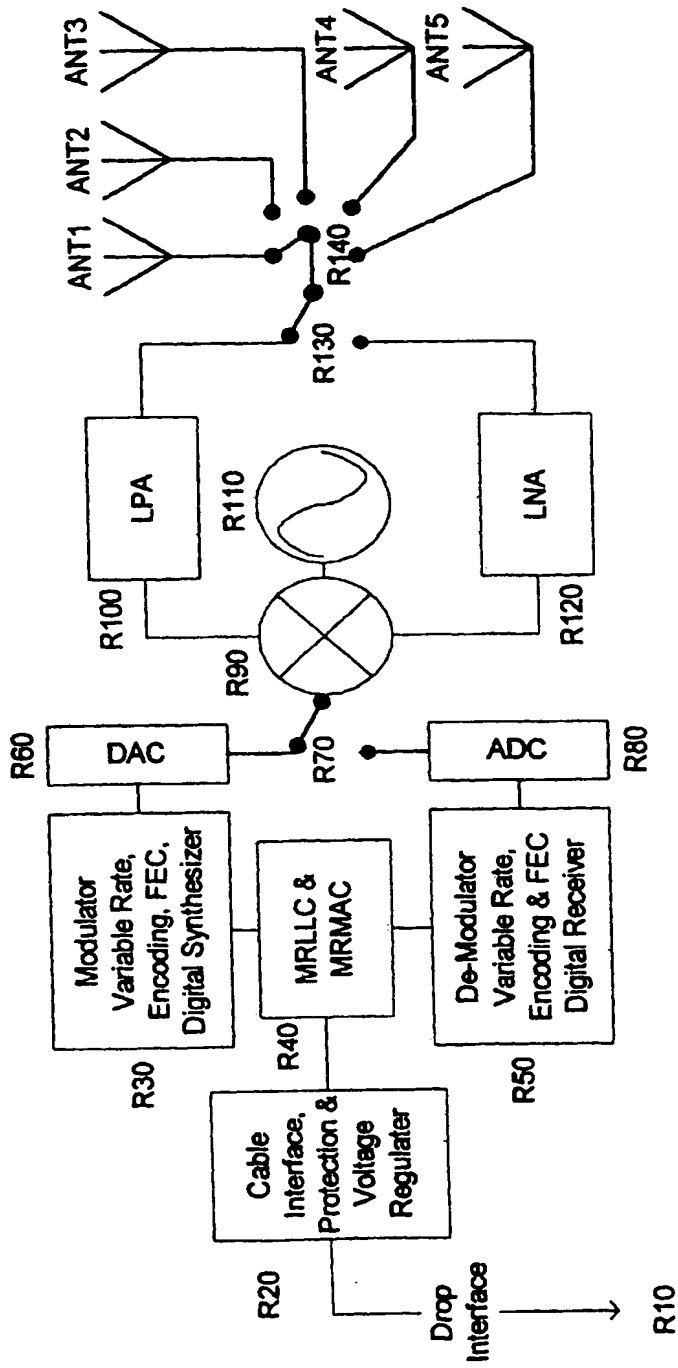 Drop
Interface
R10
R20
Cable
Interface,
Protection &
Voltage
Regulater
R30
Modulator
Variable Rate,
Encoding, FEC,
Digital Synthesizer
R40
MRLLC &
MRMAC
R50
De-Modulator
Variable Rate,
Encoding & FEC
Digital Receiver
R60
DAC
R70
ADC
R80
R90
R100
LPA
R110
R120
LNA
R130
R140
ANT1
ANT2
ANT3
ANT4
ANT5